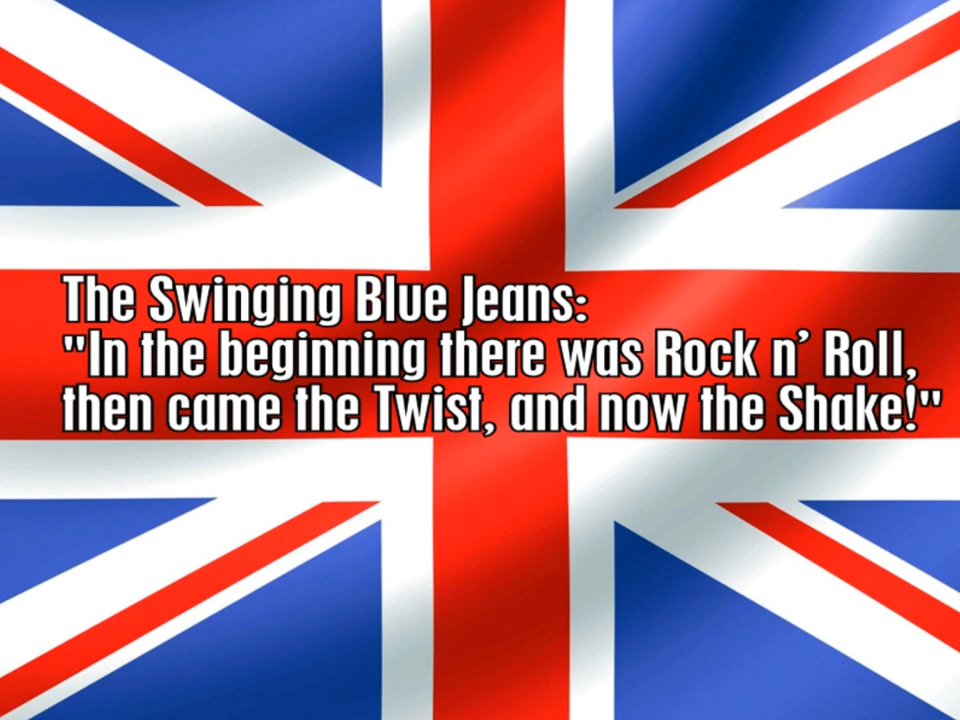 The Swinging Blue Jeans:
"In the beginning there was Rock n’ Roll,
then came the Twist, and now the Shake!"